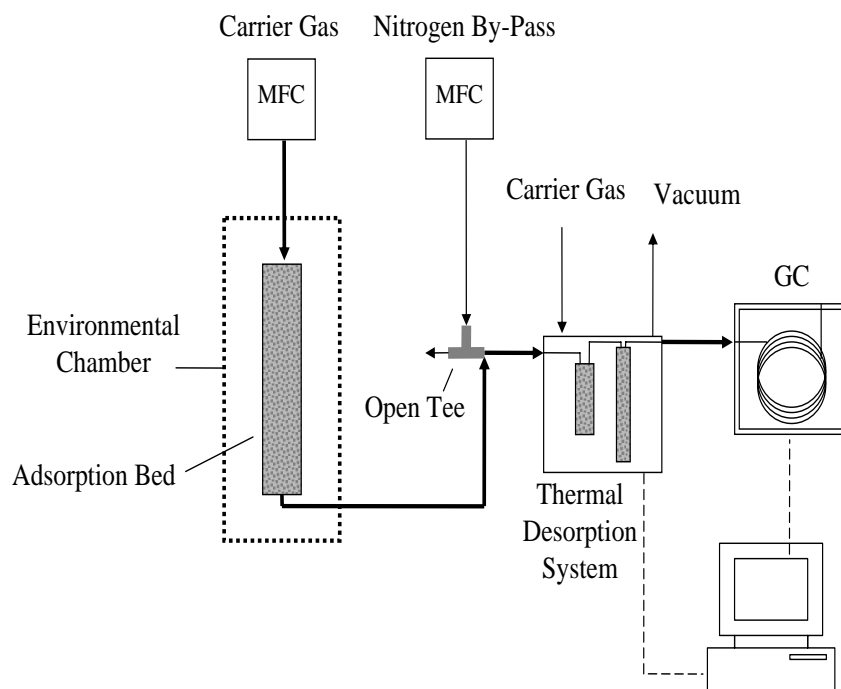 Carrier Gas
Nitrogen By-Pass
MFC
MFC
Carrier Gas
Vacuum
GC
Environmental
Chamber
Open Tee
Adsorption Bed
Thermal
Desorption
System